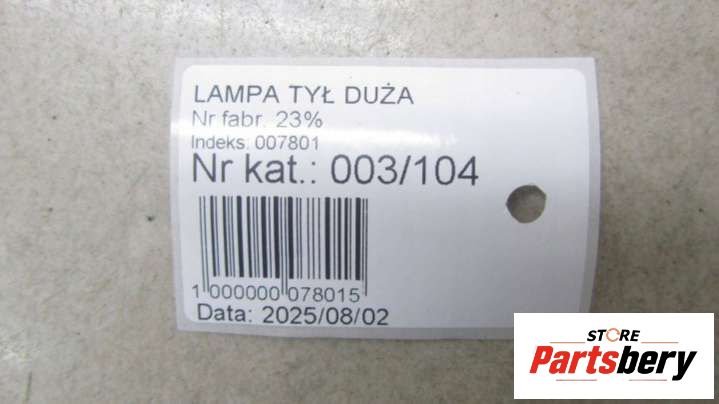 LAMPA TYŁ DUŻA
Nr fabr. 23%
Indeks: 007801
Nr kat.: 003/104
1 000000 078015
Data: 2025/08/02
STORE
Partsbery